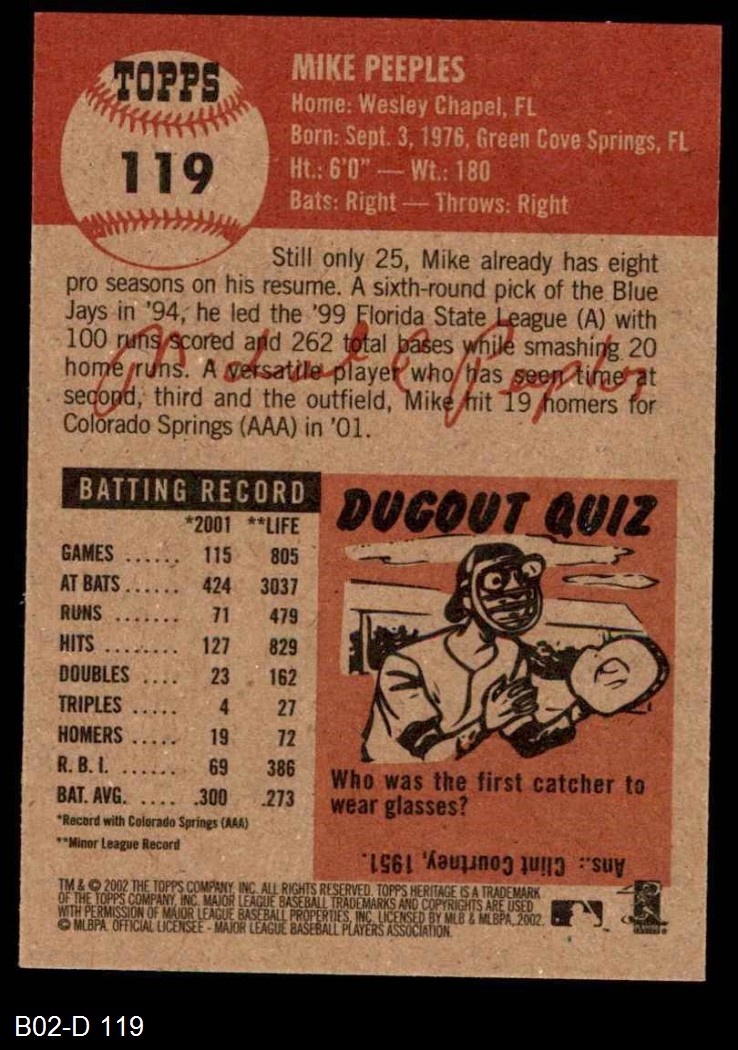 TOPPS
119
MIKE PEEPLES
Home: Wesley Chapel, FL
Born: Sept. 3, 1976, Green Cove Springs, FL
Ht.: 6'0" — Wt.: 180
Bats: Right — Throws: Right
Still only 25, Mike already has eight
pro seasons on his resume. A sixth-round pick of the Blue
Jays in '94, he led the '99 Florida State League (A) with
100 runs scored and 262 total bases while smashing 20
home runs. A versatile player who has seen time at
second, third and the outfield, Mike hit 19 homers for
Colorado Springs (AAA) in '01.
Michael C Peeples
BATTING RECORD
*2001 **LIFE
GAMES ...... 115 805
AT BATS ...... 424 3037
RUNS ....... 71 479
HITS ........ 127 829
DOUBLES .... 23 162
TRIPLES ..... 4 27
HOMERS ..... 19 72
R. B. I. ...... 69 386
BAT. AVG. .... .300 .273
*Record with Colorado Springs (AAA)
**Minor League Record
DUGOUT QUIZ
Who was the first catcher to
wear glasses?
Ans.: Clint Courtney, 1951.
TM & © 2002 THE TOPPS COMPANY, INC. ALL RIGHTS RESERVED. TOPPS HERITAGE IS A TRADEMARK
OF THE TOPPS COMPANY, INC. MAJOR LEAGUE BASEBALL TRADEMARKS AND COPYRIGHTS ARE USED
WITH PERMISSION OF MAJOR LEAGUE BASEBALL PROPERTIES, INC. LICENSED BY MLB & MLBPA, 2002.
© MLBPA. OFFICIAL LICENSEE - MAJOR LEAGUE BASEBALL PLAYERS ASSOCIATION.
B02-D 119